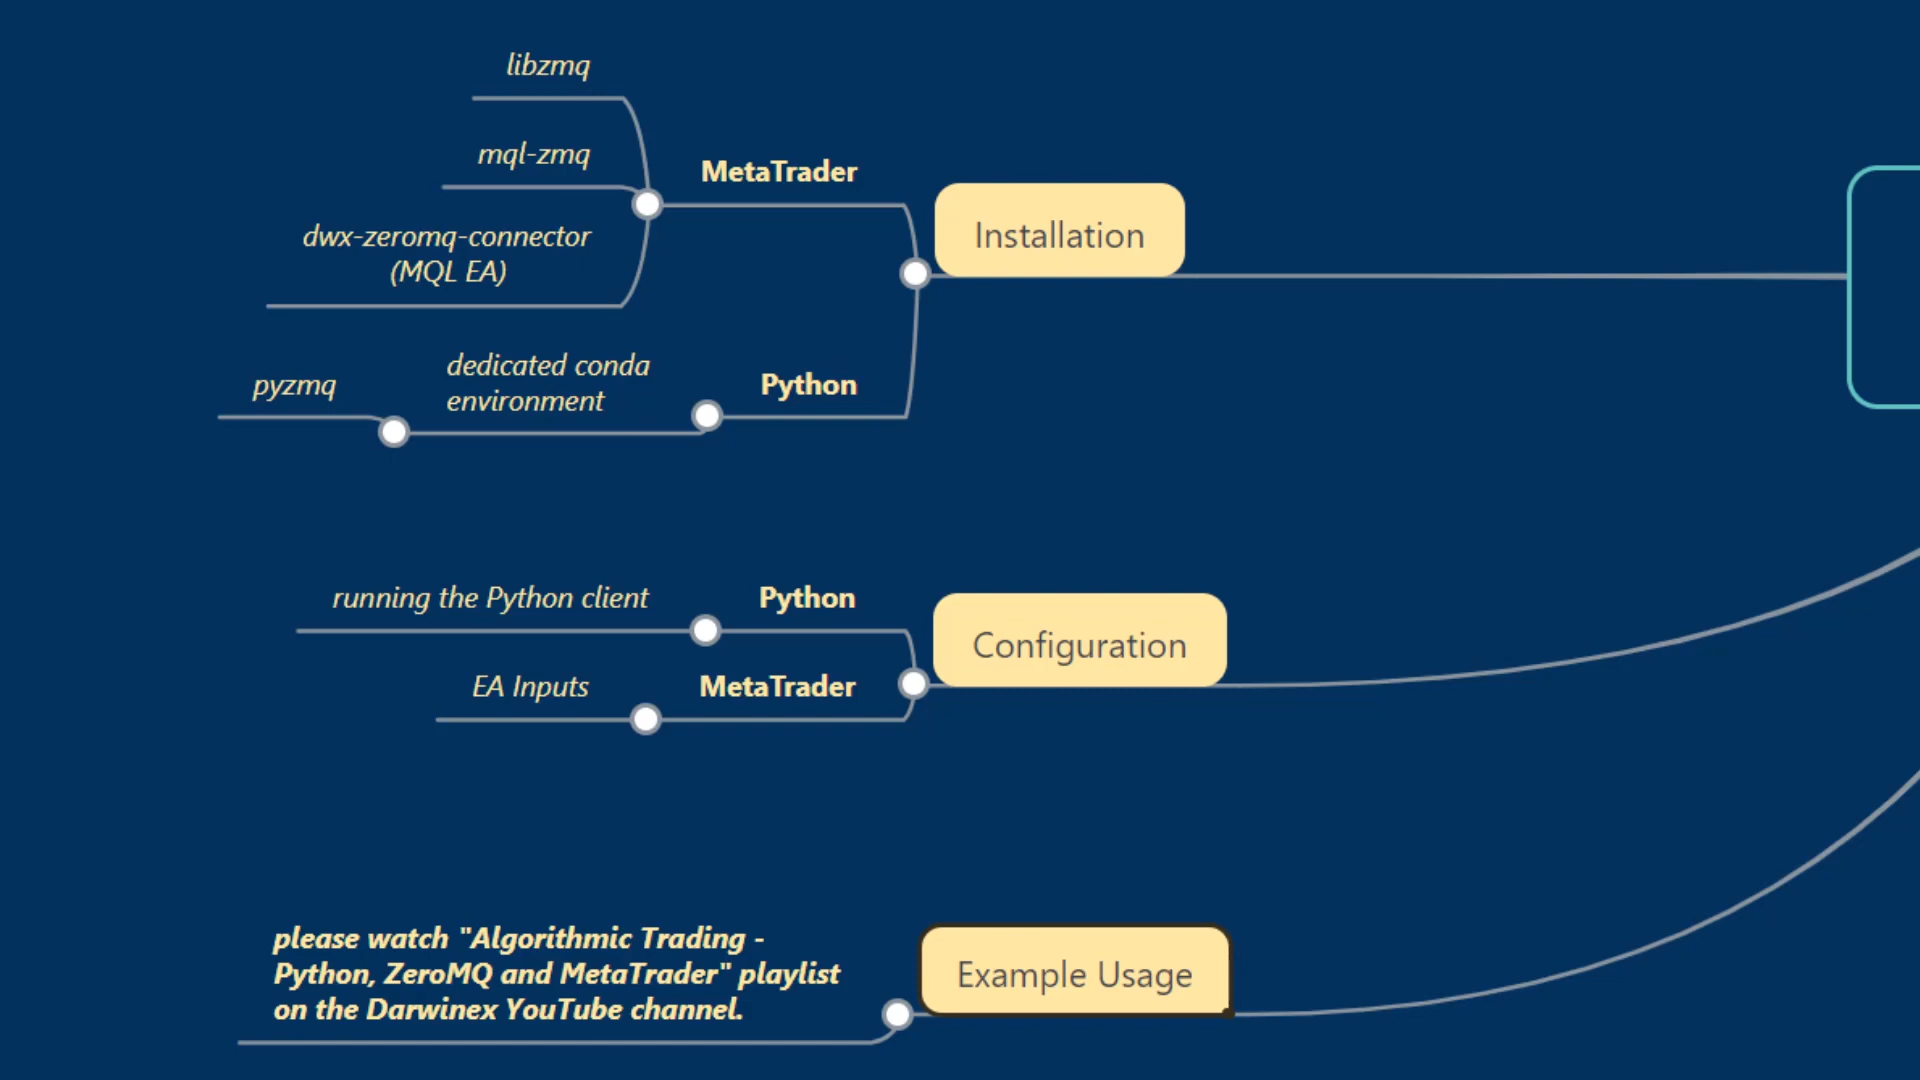 libzmq
mql-zmq
MetaTrader
Installation
dwx-zeromq-connector
(MQL EA)
dedicated conda
environment
pyzmq
Python
running the Python client
Python
Configuration
EA Inputs
MetaTrader
please watch "Algorithmic Trading -
Python, ZeroMQ and MetaTrader" playlist
on the Darwinex YouTube channel.
Example Usage